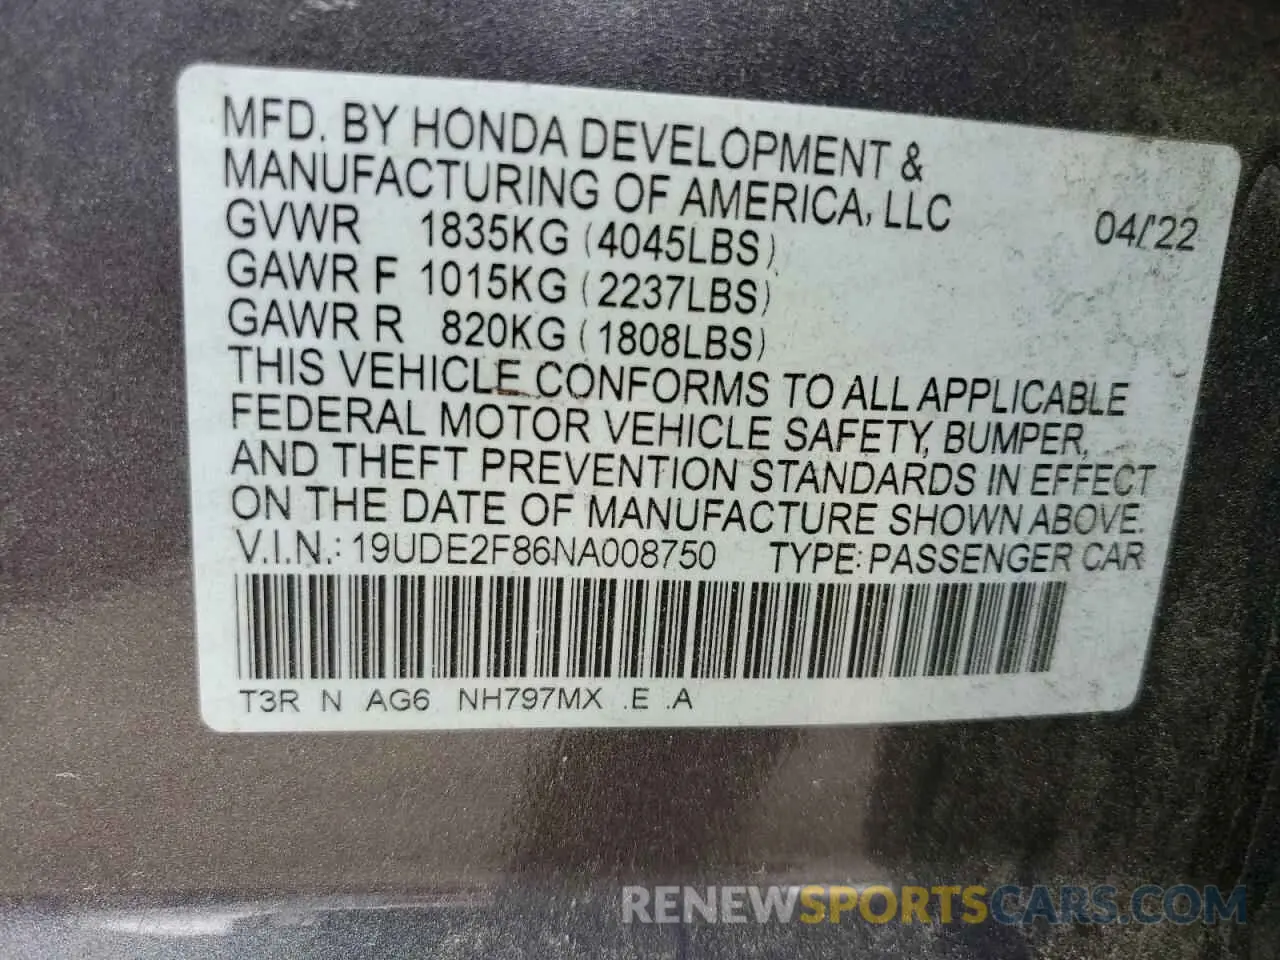 MFD. BY HONDA DEVELOPMENT &
MANUFACTURING OF AMERICA, LLC 04/'22
GVWR 1835KG (4045LBS)
GAWR F 1015KG (2237LBS)
GAWR R 820KG (1808LBS)
THIS VEHICLE CONFORMS TO ALL APPLICABLE
FEDERAL MOTOR VEHICLE SAFETY, BUMPER,
AND THEFT PREVENTION STANDARDS IN EFFECT
ON THE DATE OF MANUFACTURE SHOWN ABOVE.
V.I.N.: 19UDE2F86NA008750 TYPE: PASSENGER CAR
T3R N AG6 NH797MX .E .A
RENEWSPORTSCARS.COM